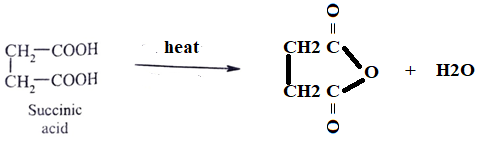 CH2—COOH
CH2—COOH
Succinic
acid
heat
O
=
CH2 C
O
CH2 C
=
O
+ H2O